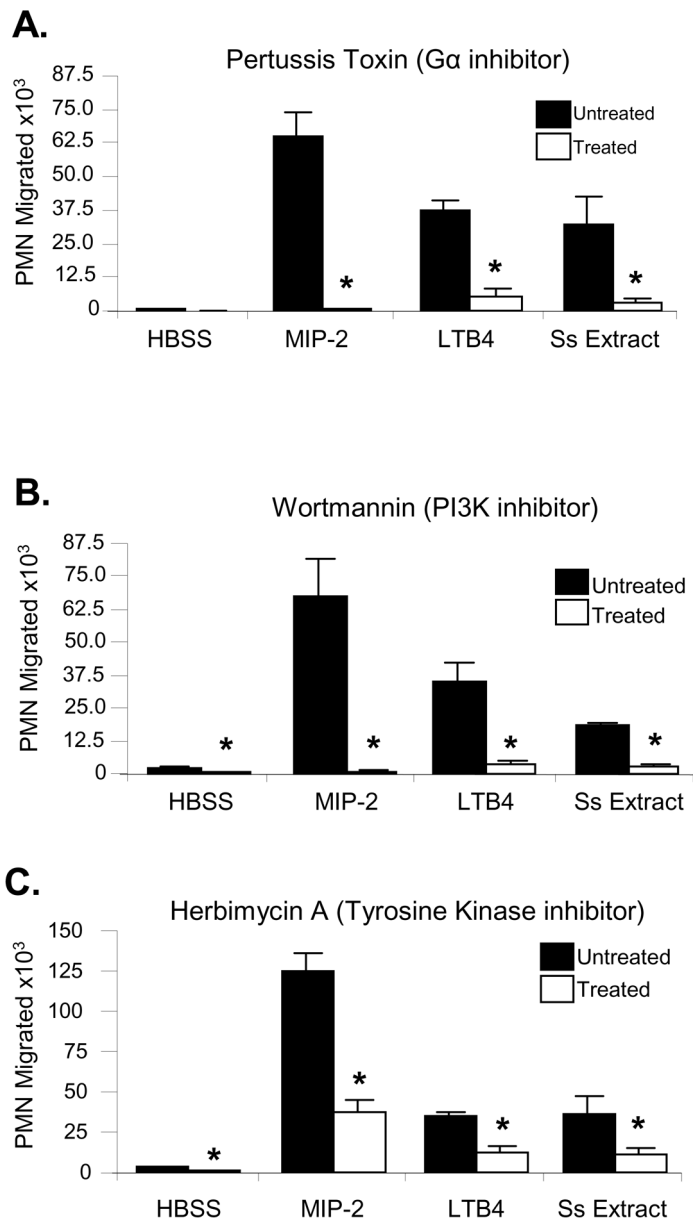 A.
Pertussis Toxin (Gα inhibitor)
PMN Migrated x10³
87.5
75.0
62.5
50.0
37.5
25.0
12.5
0
Untreated
Treated
*
*
*
HBSS
MIP-2
LTB4
Ss Extract
B.
Wortmannin (PI3K inhibitor)
PMN Migrated x10³
87.5
75.0
62.5
50.0
37.5
25.0
12.5
0
Untreated
Treated
*
*
*
*
HBSS
MIP-2
LTB4
Ss Extract
C.
Herbimycin A (Tyrosine Kinase inhibitor)
PMN Migrated x10³
150
125
100
75
50
25
0
Untreated
Treated
*
*
*
*
HBSS
MIP-2
LTB4
Ss Extract